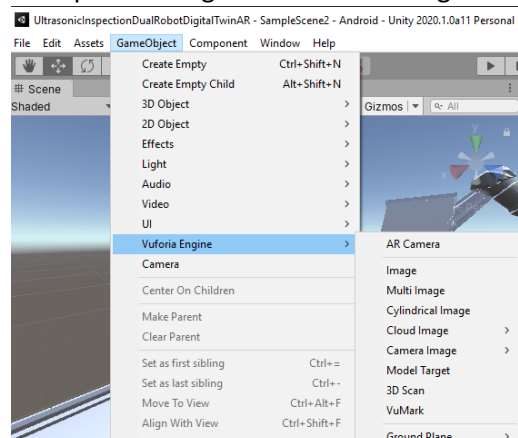 UltrasonicInspectionDualRobotDigitalTwinAR - SampleScene2 - Android - Unity 2020.1.0a11 Personal
File Edit Assets GameObject Component Window Help
# Scene
Shaded
Gizmos All
Create Empty Ctrl+Shift+N
Create Empty Child Alt+Shift+N
3D Object >
2D Object >
Effects >
Light >
Audio >
Video >
UI >
Vuforia Engine >
Camera
Center On Children
Make Parent
Clear Parent
Set as first sibling Ctrl+=
Set as last sibling Ctrl+-
Move To View Ctrl+Alt+F
Align With View Ctrl+Shift+F
AR Camera
Image
Multi Image
Cylindrical Image
Cloud Image >
Camera Image >
Model Target
3D Scan
VuMark
Ground Plane >
y
x